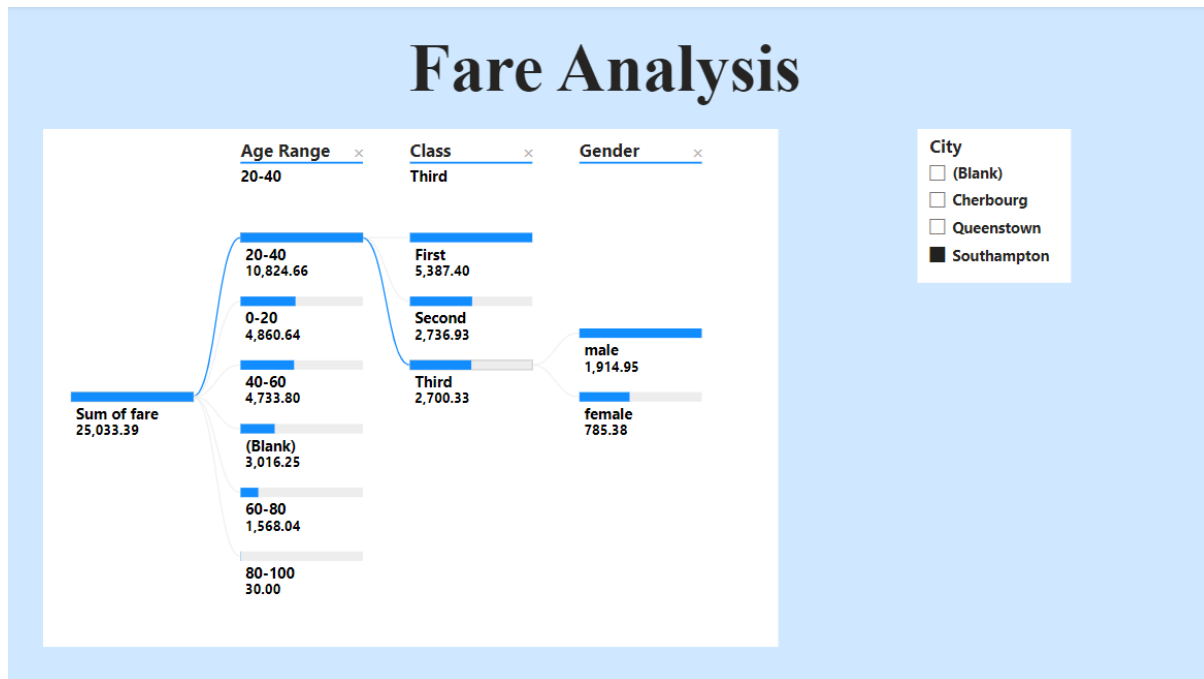 Fare Analysis
Age Range
20-40
Class
Third
Gender
Sum of fare
25,033.39
20-40
10,824.66
0-20
4,860.64
40-60
4,733.80
(Blank)
3,016.25
60-80
1,568.04
80-100
30.00
First
5,387.40
Second
2,736.93
Third
2,700.33
male
1,914.95
female
785.38
City
(Blank)
Cherbourg
Queenstown
Southampton